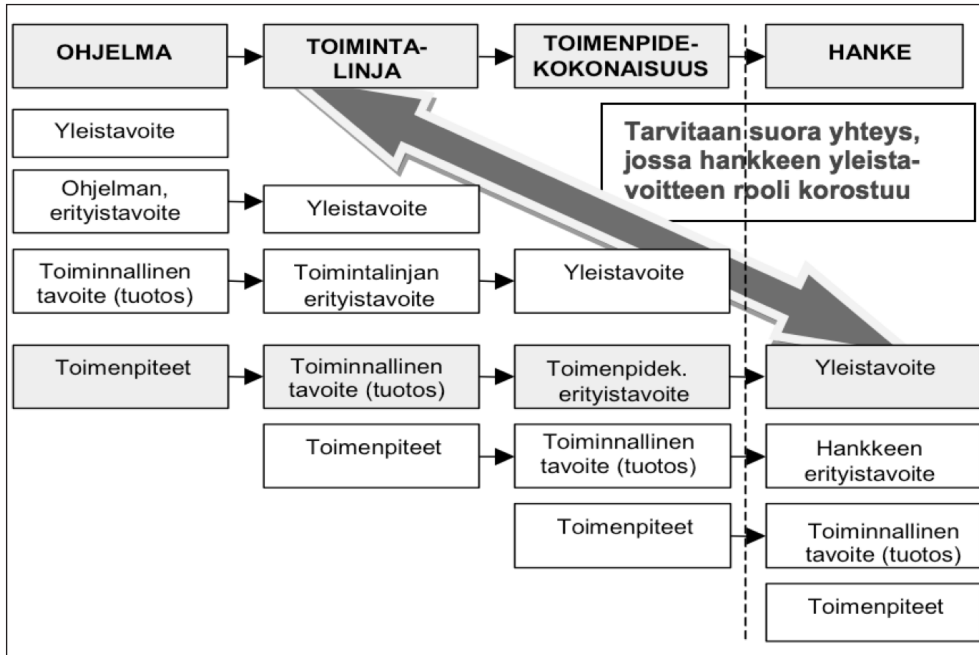 OHJELMA
TOIMINTA-
LINJA
TOIMENPIDE-
KOKONAISUUS
HANKE
Yleistavoite
Tarvitaan suora yhteys,
jossa hankkeen yleista-
voitteen rooli korostuu
Ohjelman,
erityistavoite
Yleistavoite
Toiminnallinen
tavoite (tuotos)
Toimintalinjan
erityistavoite
Yleistavoite
Toimenpiteet
Toiminnallinen
tavoite (tuotos)
Toimenpidek.
erityistavoite
Yleistavoite
Toimenpiteet
Toiminnallinen
tavoite (tuotos)
Hankkeen
erityistavoite
Toimenpiteet
Toiminnallinen
tavoite (tuotos)
Toimenpiteet